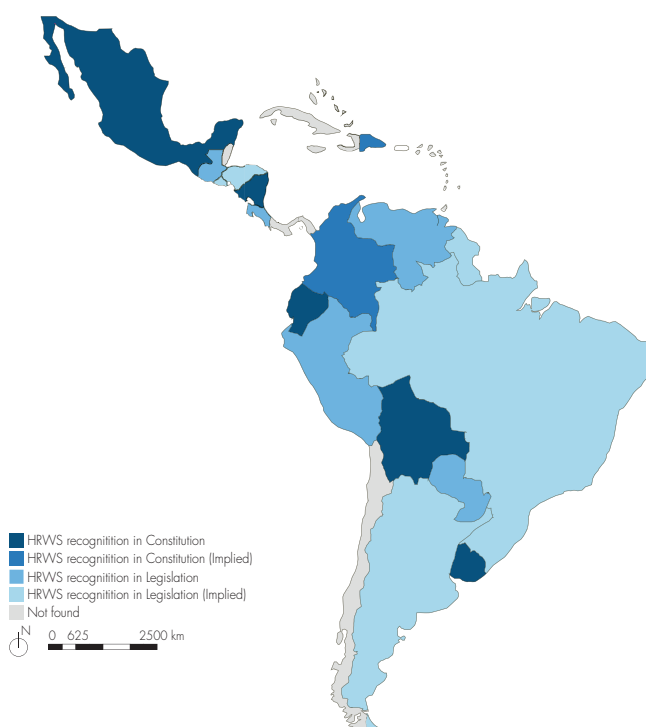 HRWS recognitition in Constitution
HRWS recognitition in Constitution (Implied)
HRWS recognitition in Legislation
HRWS recognitition in Legislation (Implied)
Not found
N
0 625 2500 km